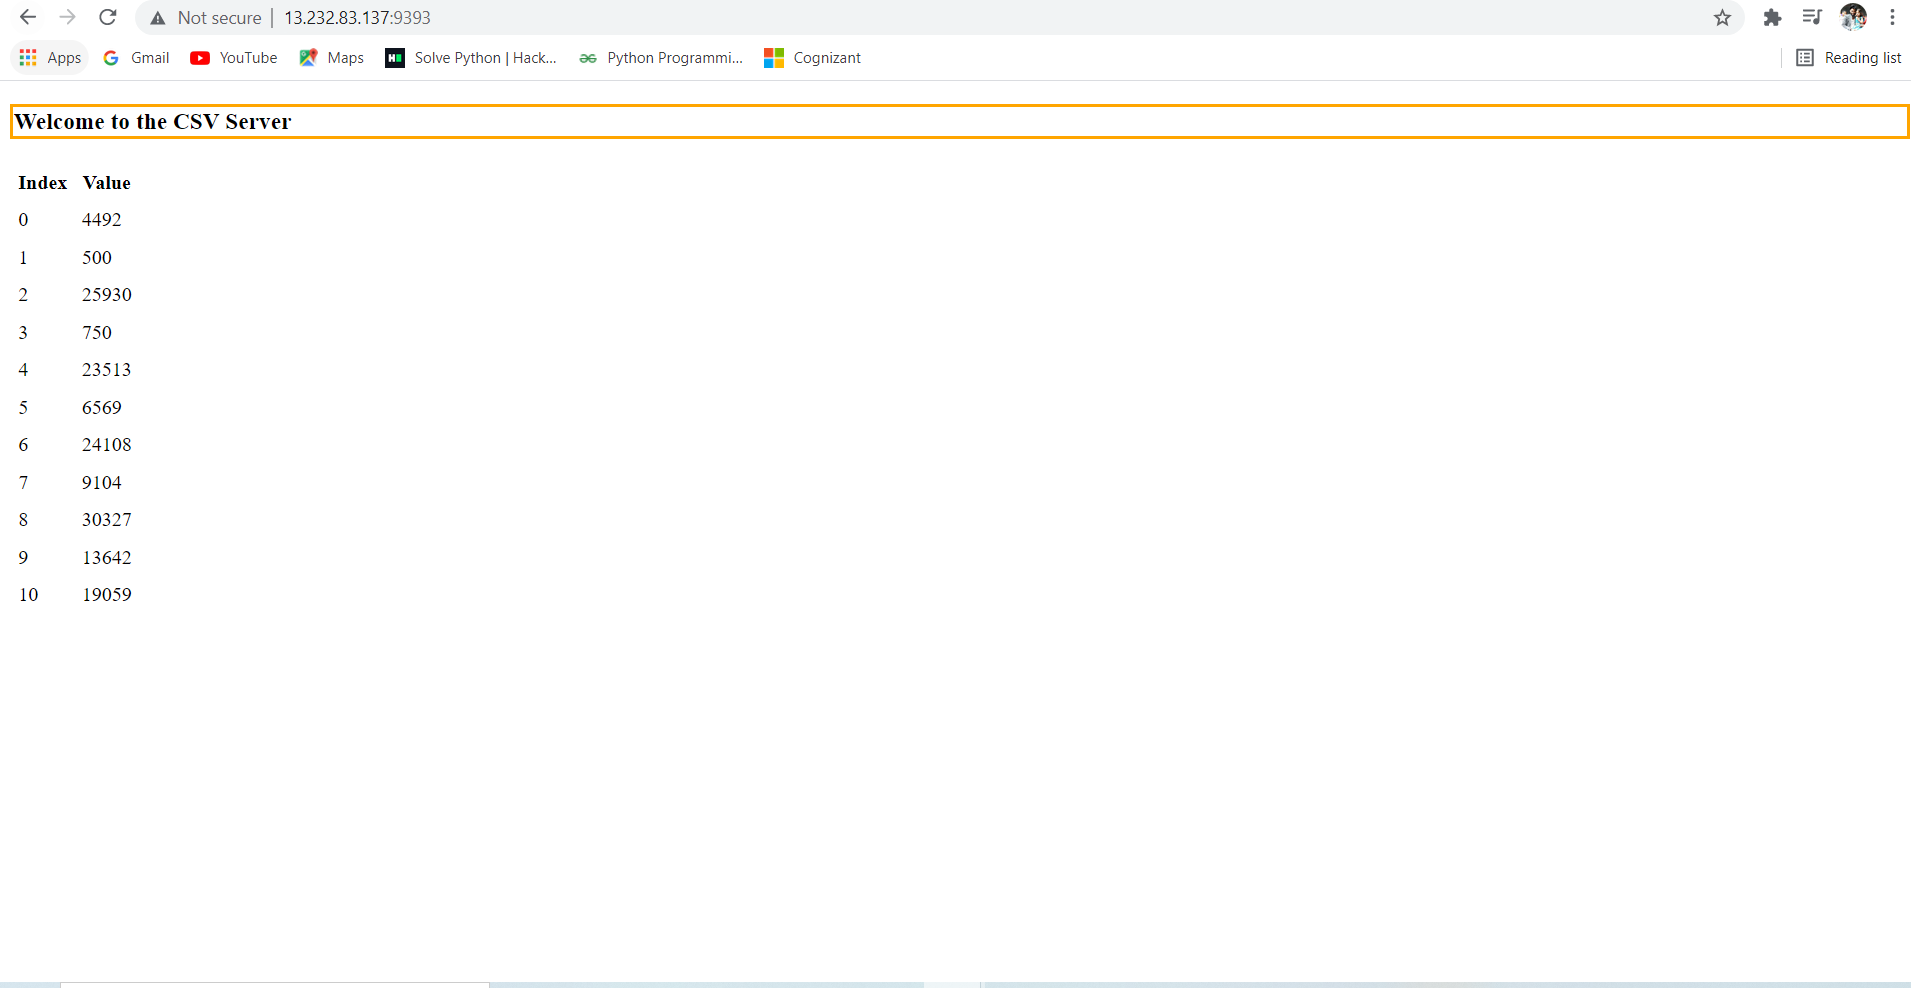 Not secure | 13.232.83.137:9393
Apps Gmail YouTube Maps Solve Python | Hack... Python Programmi... Cognizant Reading list
Welcome to the CSV Server
Index Value
0 4492
1 500
2 25930
3 750
4 23513
5 6569
6 24108
7 9104
8 30327
9 13642
10 19059